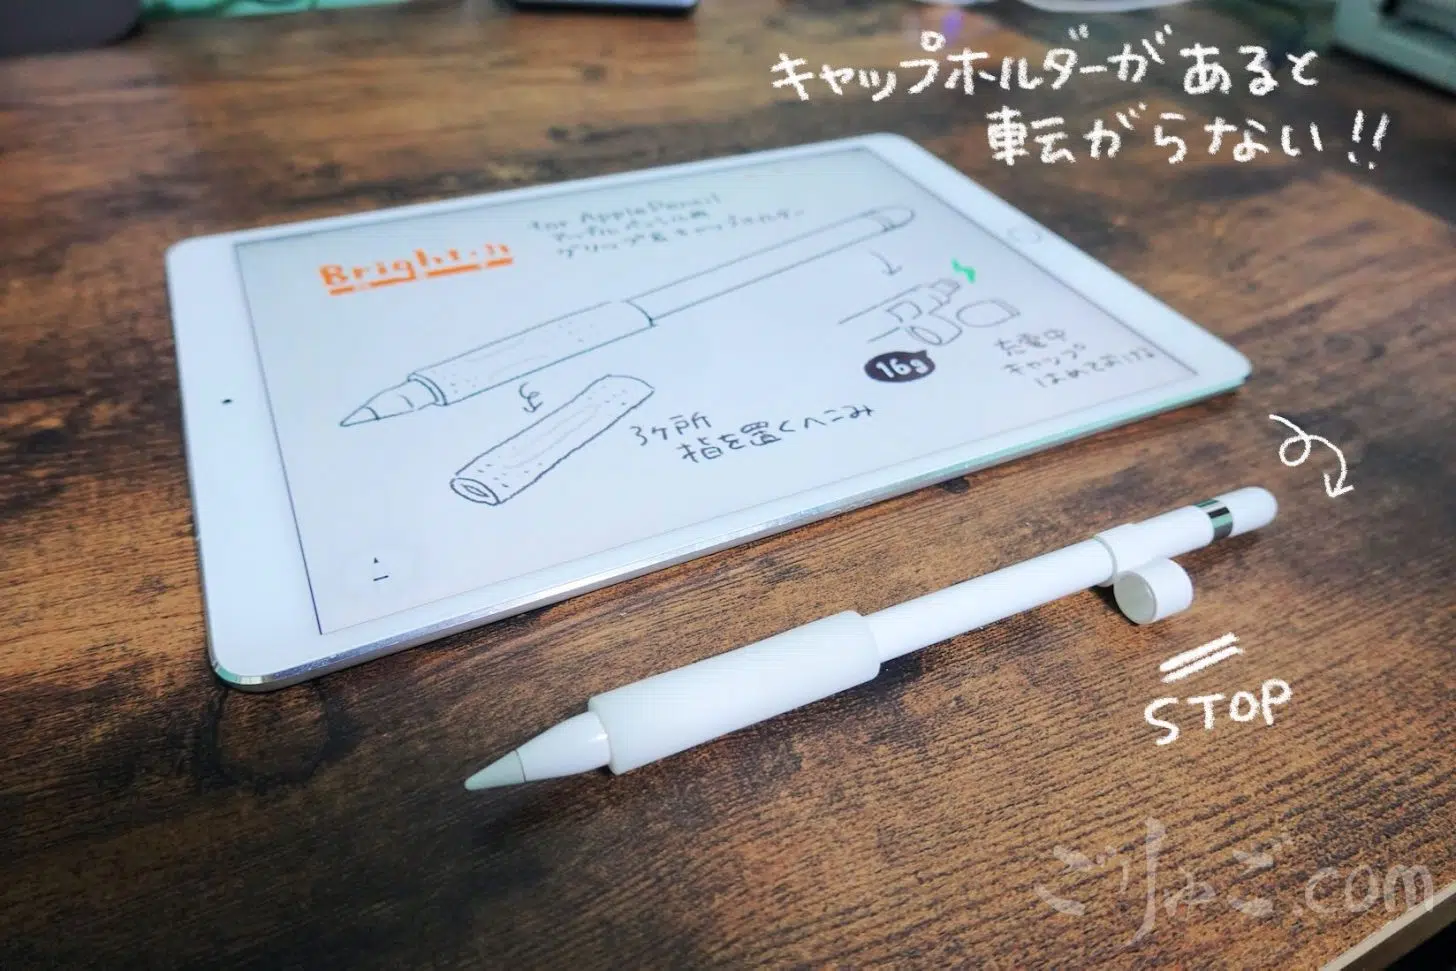 キャップホルダーがあると
転がらない!!
Bright-it
for Apple Pencil
アップルペンシル用
グリップ&キャップホルダー
16g
充電中
キャップ
はめておける
3ケ所
指を置くへこみ
STOP
ごりゅご.com